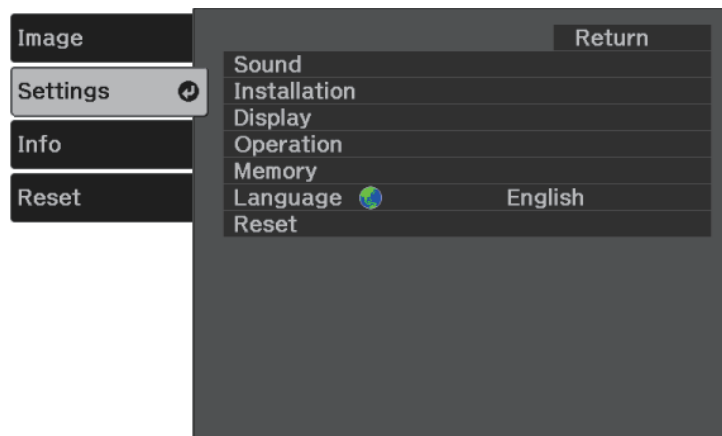 Image
Settings
Info
Reset
Return
Sound
Installation
Display
Operation
Memory
Language English
Reset